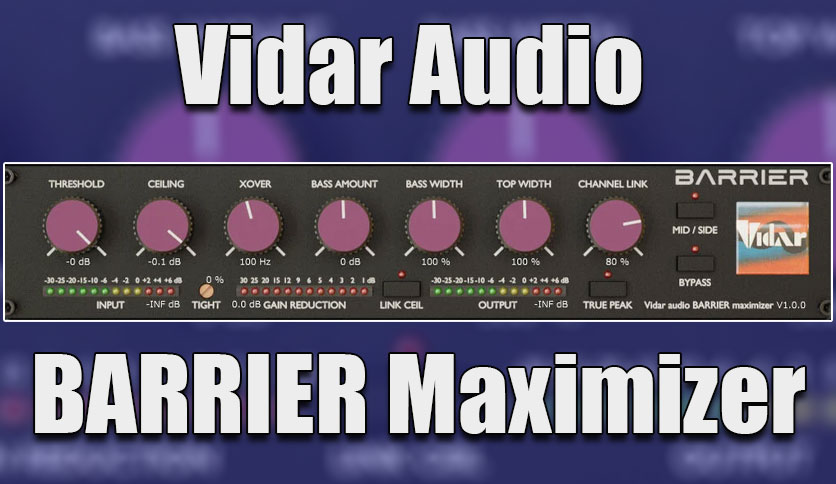 Vidar Audio
THRESHOLD CEILING XOVER BASS AMOUNT BASS WIDTH TOP WIDTH CHANNEL LINK BARRIER
MID / SIDE
Vidar
-0 dB -0.1 dB 100 Hz 0 dB 100 % 100 % 80 %
BYPASS
-30 -25 -20 -15 -10 -6 -4 -2 0 +2 +4 +6 dB 0 % 30 25 20 15 12 9 6 5 4 3 2 1 dB -30 -25 -20 -15 -10 -6 -4 -2 0 +2 +4 +6 dB
INPUT -INF dB TIGHT 0.0 dB GAIN REDUCTION LINK CEIL OUTPUT -INF dB TRUE PEAK Vidar audio BARRIER maximizer V1.0.0
BARRIER Maximizer